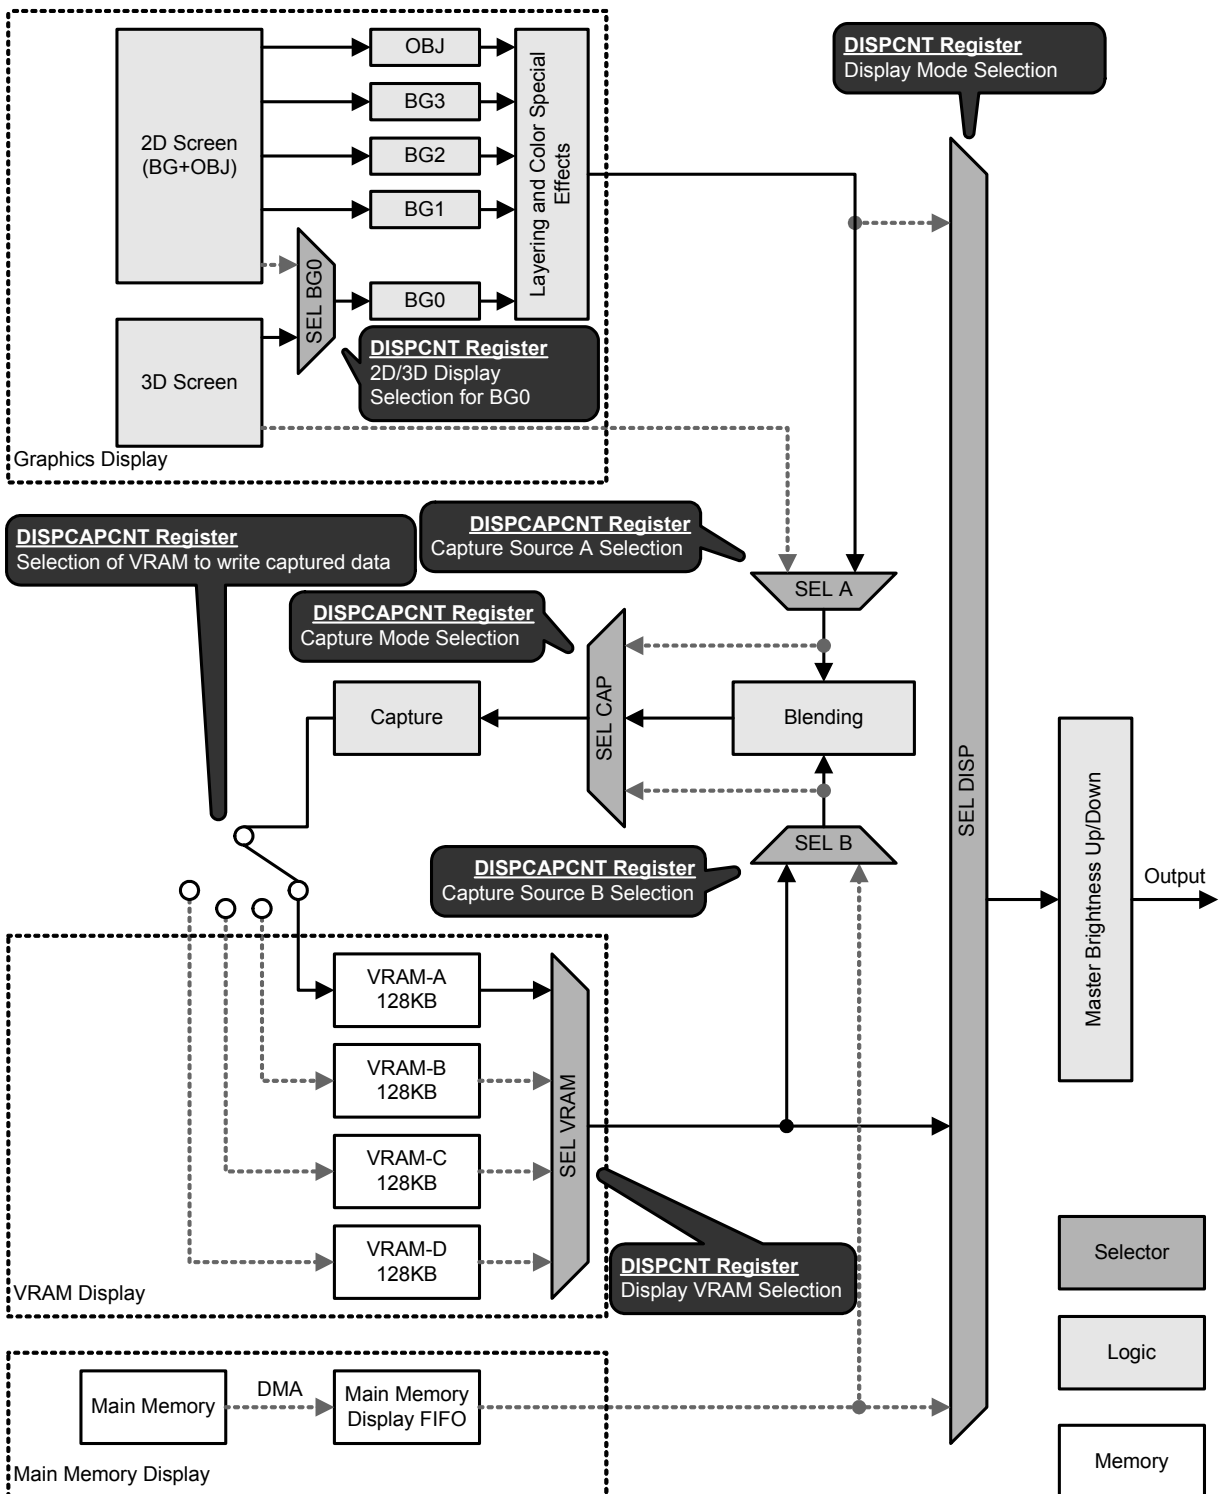 DISPCNT Register
Display Mode Selection
2D Screen
(BG+OBJ)
OBJ
BG3
BG2
BG1
BG0
SEL BG0
Layering and Color Special
Effects
3D Screen
DISPCNT Register
2D/3D Display
Selection for BG0
Graphics Display
DISPCAPCNT Register
Selection of VRAM to write captured data
DISPCAPCNT Register
Capture Source A Selection
SEL A
DISPCAPCNT Register
Capture Mode Selection
Capture
SEL CAP
Blending
SEL B
DISPCAPCNT Register
Capture Source B Selection
SEL DISP
Master Brightness Up/Down
Output
VRAM-A
128KB
VRAM-B
128KB
VRAM-C
128KB
VRAM-D
128KB
SEL VRAM
DISPCNT Register
Display VRAM Selection
VRAM Display
Main Memory
DMA
Main Memory
Display FIFO
Main Memory Display
Selector
Logic
Memory